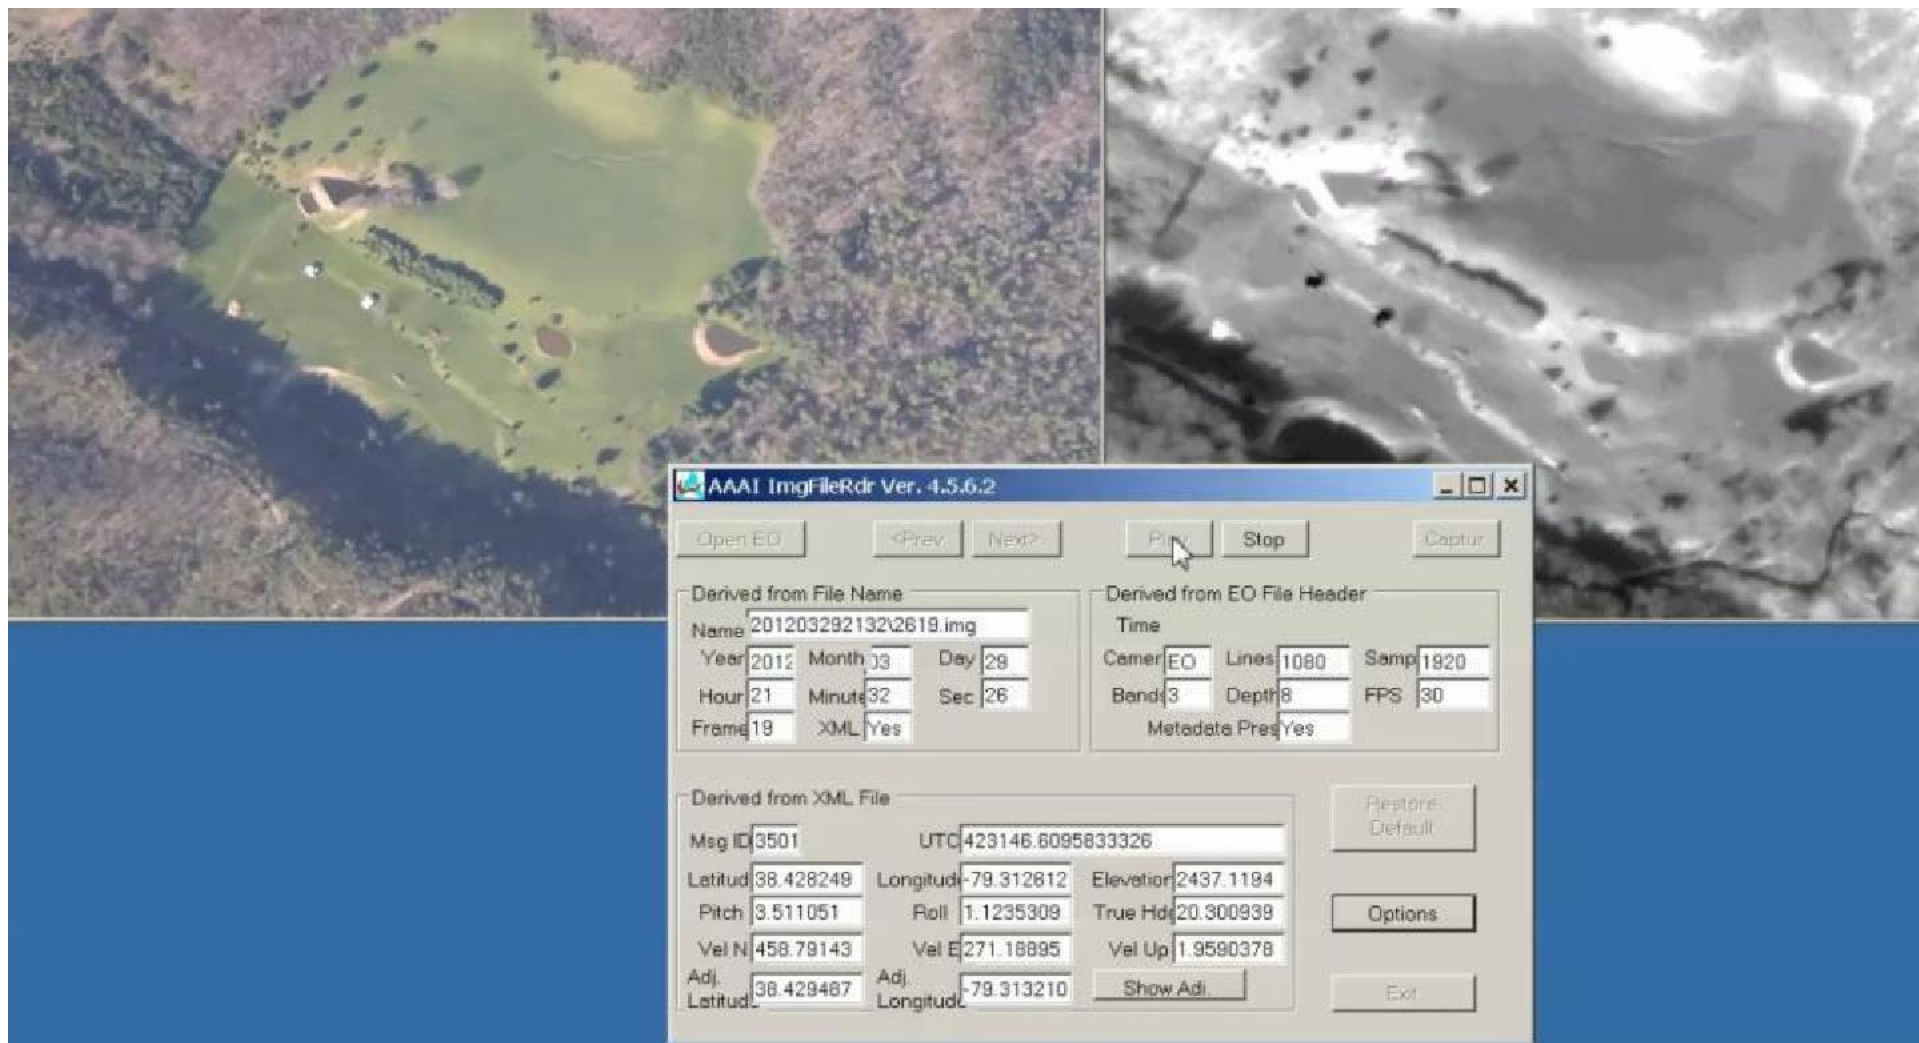 AAAI ImgFileRdr Ver. 4.5.6.2
Open EO <Prev Next> Play Stop Captur
Derived from File Name
Name 201203292132\2619.img
Year 2012 Month 03 Day 29
Hour 21 Minute 32 Sec 26
Frame 19 XML Yes
Derived from EO File Header
Time
Camer EO Lines 1080 Samp 1920
Bands 3 Depth 8 FPS 30
Metadata Pres Yes
Derived from XML File
Msg ID 3501 UTC 423146.6095833326
Latitud 38.428249 Longitude -79.312612 Elevation 2437.1194
Pitch 3.511051 Roll 1.1235309 True Hdg 20.300939
Vel N 458.79143 Vel E 271.18895 Vel Up 1.9590378
Adj. Latitude 38.429487 Adj. Longitude -79.313210 Show Adj.
Restore
Default
Options
Exit